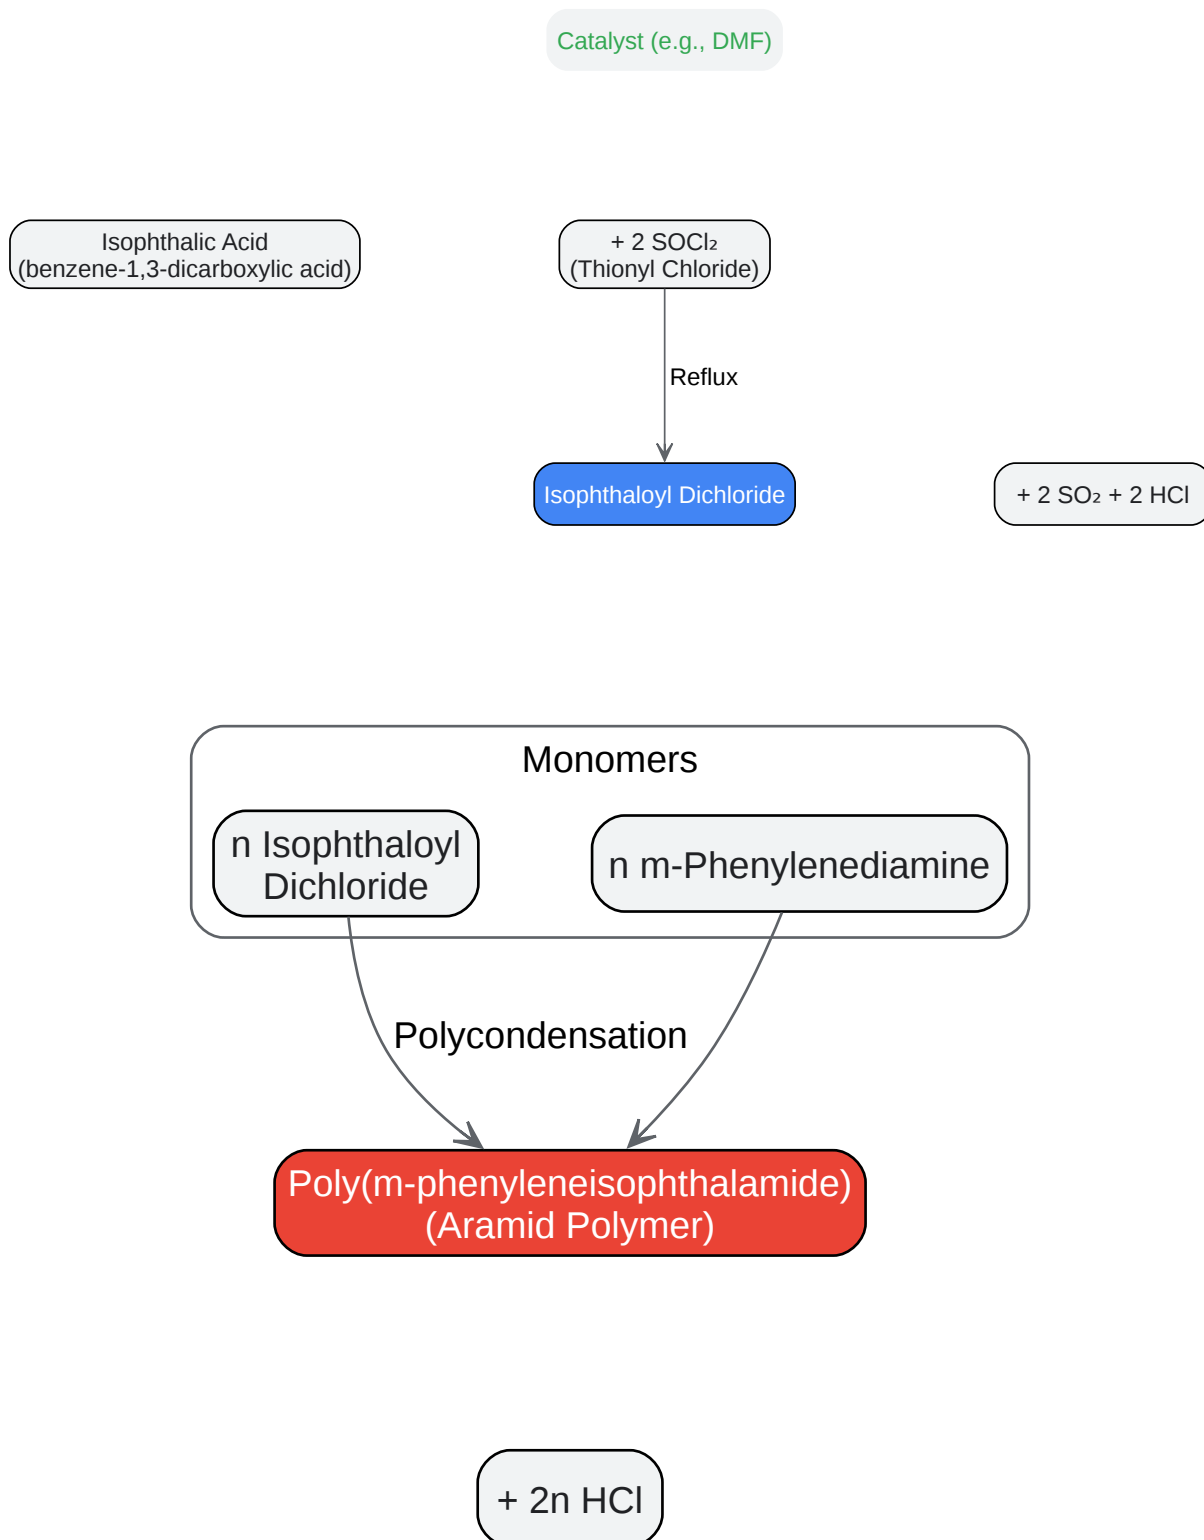 Catalyst (e.g., DMF)
Isophthalic Acid
(benzene-1,3-dicarboxylic acid)
+ 2 SOCl₂
(Thionyl Chloride)
Reflux
Isophthaloyl Dichloride
+ 2 SO₂ + 2 HCl
Monomers
n Isophthaloyl
Dichloride
n m-Phenylenediamine
Polycondensation
Poly(m-phenyleneisophthalamide)
(Aramid Polymer)
+ 2n HCl